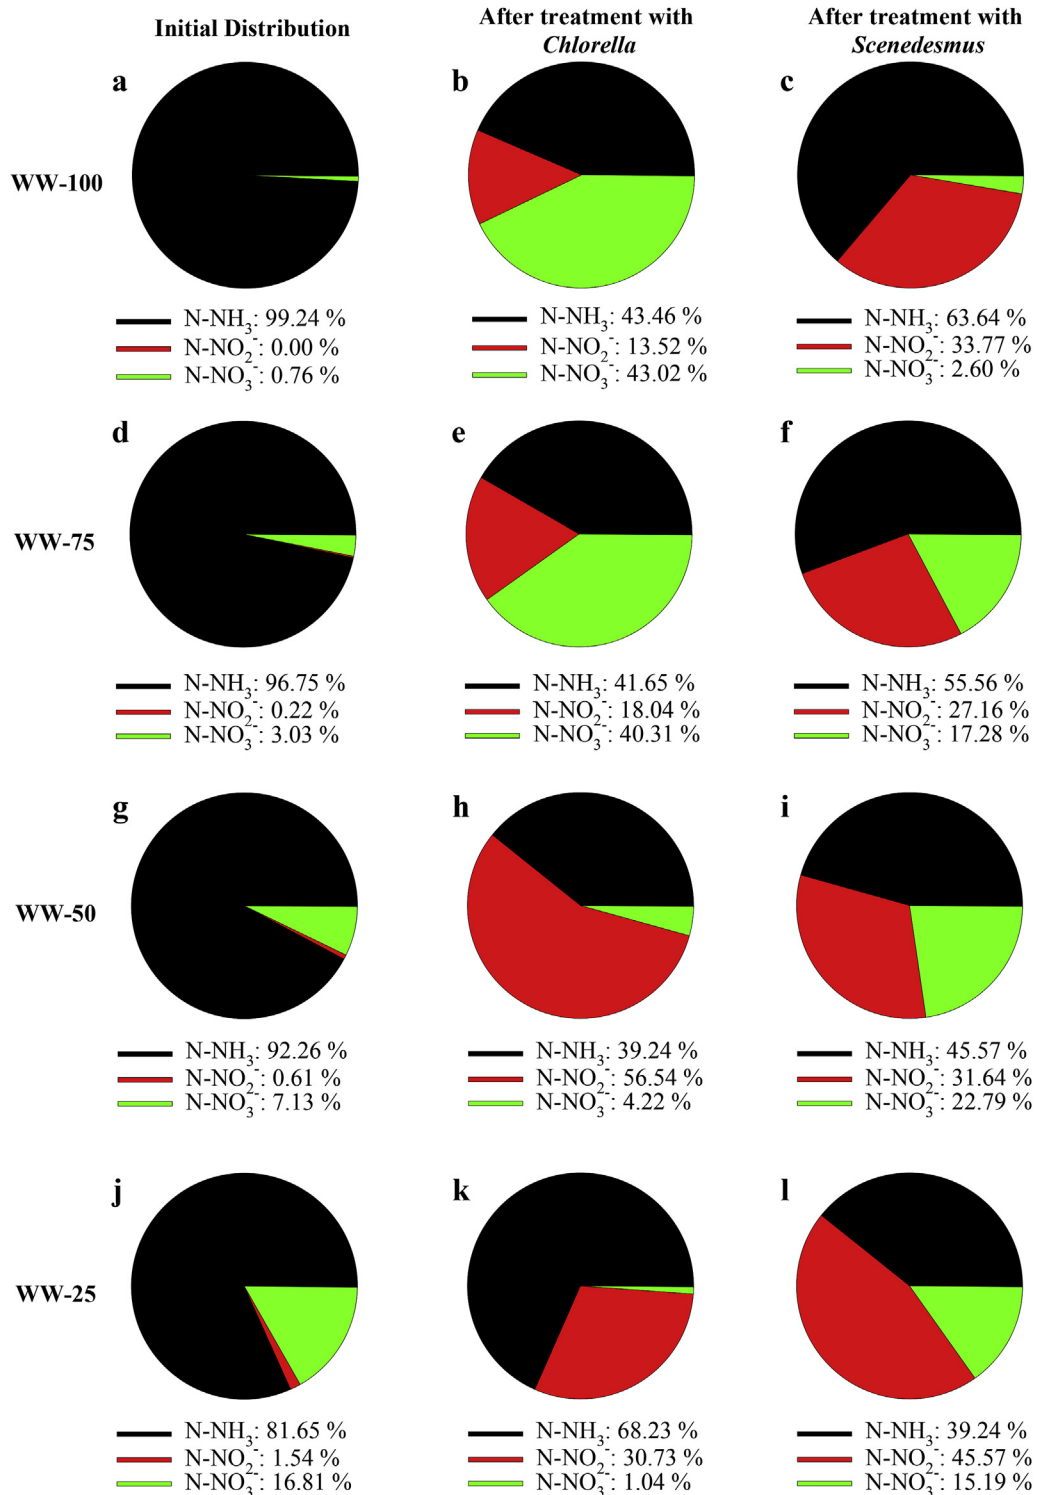 Initial Distribution
After treatment with
Chlorella
After treatment with
Scenedesmus
WW-100
a
N-NH₃: 99.24 %
N-NO₂⁻: 0.00 %
N-NO₃⁻: 0.76 %
b
N-NH₃: 43.46 %
N-NO₂⁻: 13.52 %
N-NO₃⁻: 43.02 %
c
N-NH₃: 63.64 %
N-NO₂⁻: 33.77 %
N-NO₃⁻: 2.60 %
WW-75
d
N-NH₃: 96.75 %
N-NO₂⁻: 0.22 %
N-NO₃⁻: 3.03 %
e
N-NH₃: 41.65 %
N-NO₂⁻: 18.04 %
N-NO₃⁻: 40.31 %
f
N-NH₃: 55.56 %
N-NO₂⁻: 27.16 %
N-NO₃⁻: 17.28 %
WW-50
g
N-NH₃: 92.26 %
N-NO₂⁻: 0.61 %
N-NO₃⁻: 7.13 %
h
N-NH₃: 39.24 %
N-NO₂⁻: 56.54 %
N-NO₃⁻: 4.22 %
i
N-NH₃: 45.57 %
N-NO₂⁻: 31.64 %
N-NO₃⁻: 22.79 %
WW-25
j
N-NH₃: 81.65 %
N-NO₂⁻: 1.54 %
N-NO₃⁻: 16.81 %
k
N-NH₃: 68.23 %
N-NO₂⁻: 30.73 %
N-NO₃⁻: 1.04 %
l
N-NH₃: 39.24 %
N-NO₂⁻: 45.57 %
N-NO₃⁻: 15.19 %